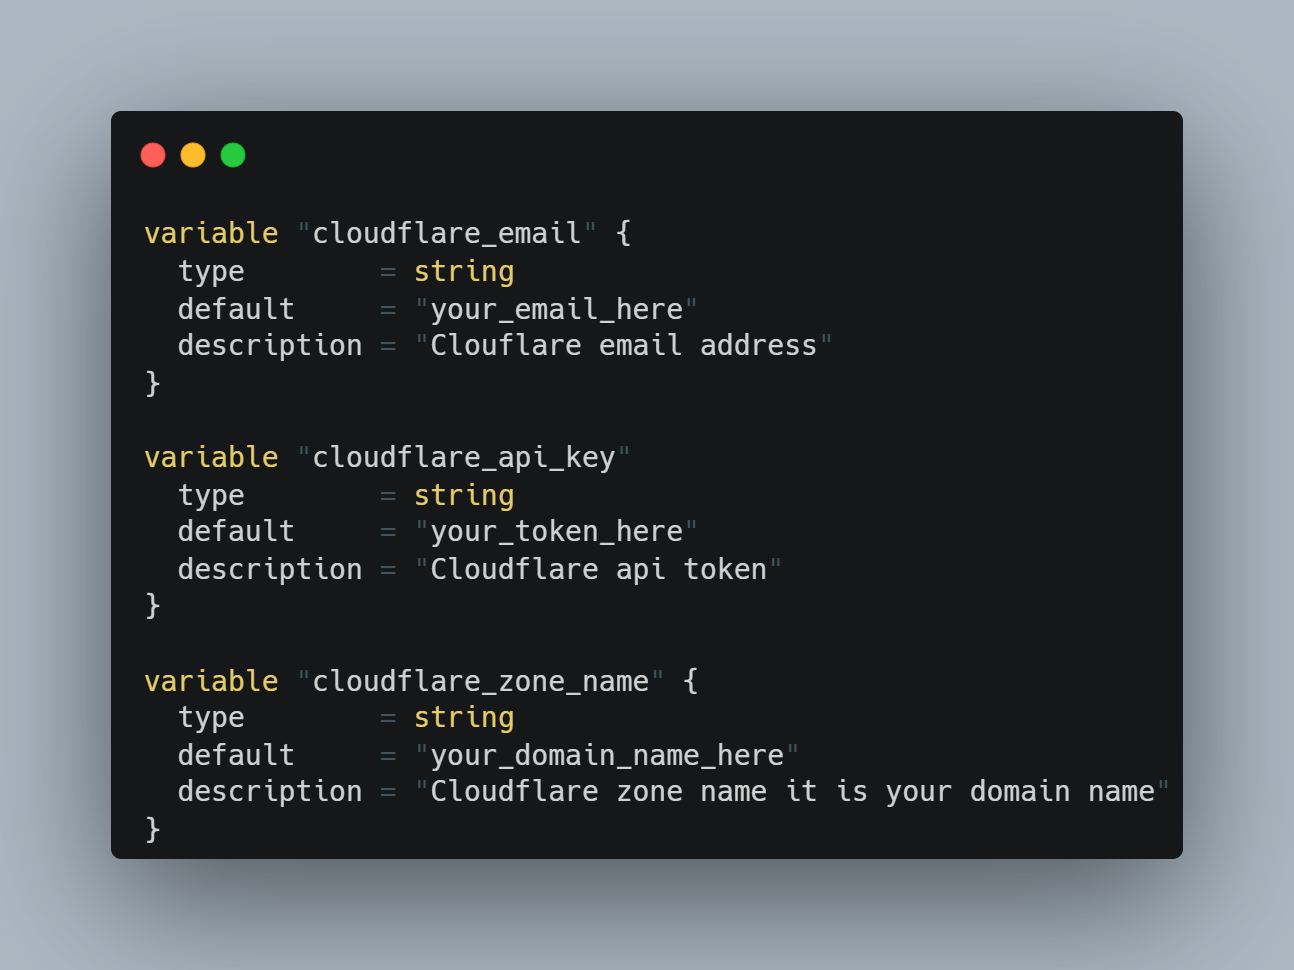 variable "cloudflare_email" {
  type        = string
  default     = "your_email_here"
  description = "Clouflare email address"
}

variable "cloudflare_api_key"
  type        = string
  default     = "your_token_here"
  description = "Cloudflare api token"
}

variable "cloudflare_zone_name" {
  type        = string
  default     = "your_domain_name_here"
  description = "Cloudflare zone name it is your domain name"
}